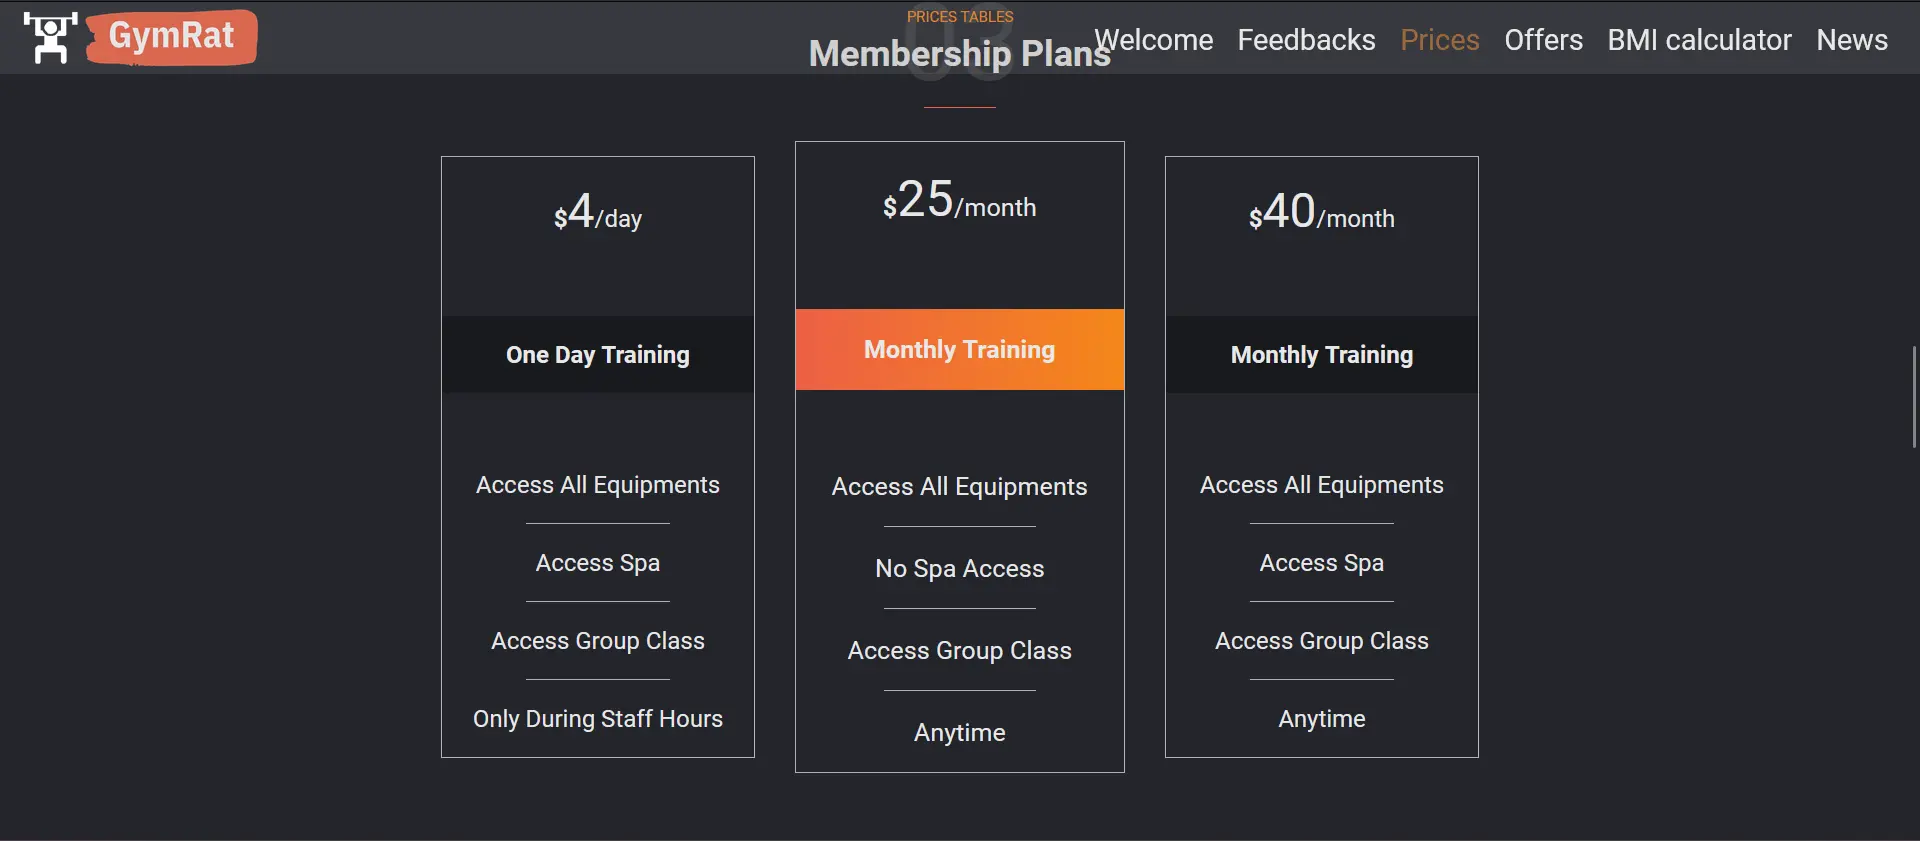 GymRat
Welcome Feedbacks Prices Offers BMI calculator News
03
PRICES TABLES
Membership Plans
$4/day
One Day Training
Access All Equipments
Access Spa
Access Group Class
Only During Staff Hours
$25/month
Monthly Training
Access All Equipments
No Spa Access
Access Group Class
Anytime
$40/month
Monthly Training
Access All Equipments
Access Spa
Access Group Class
Anytime